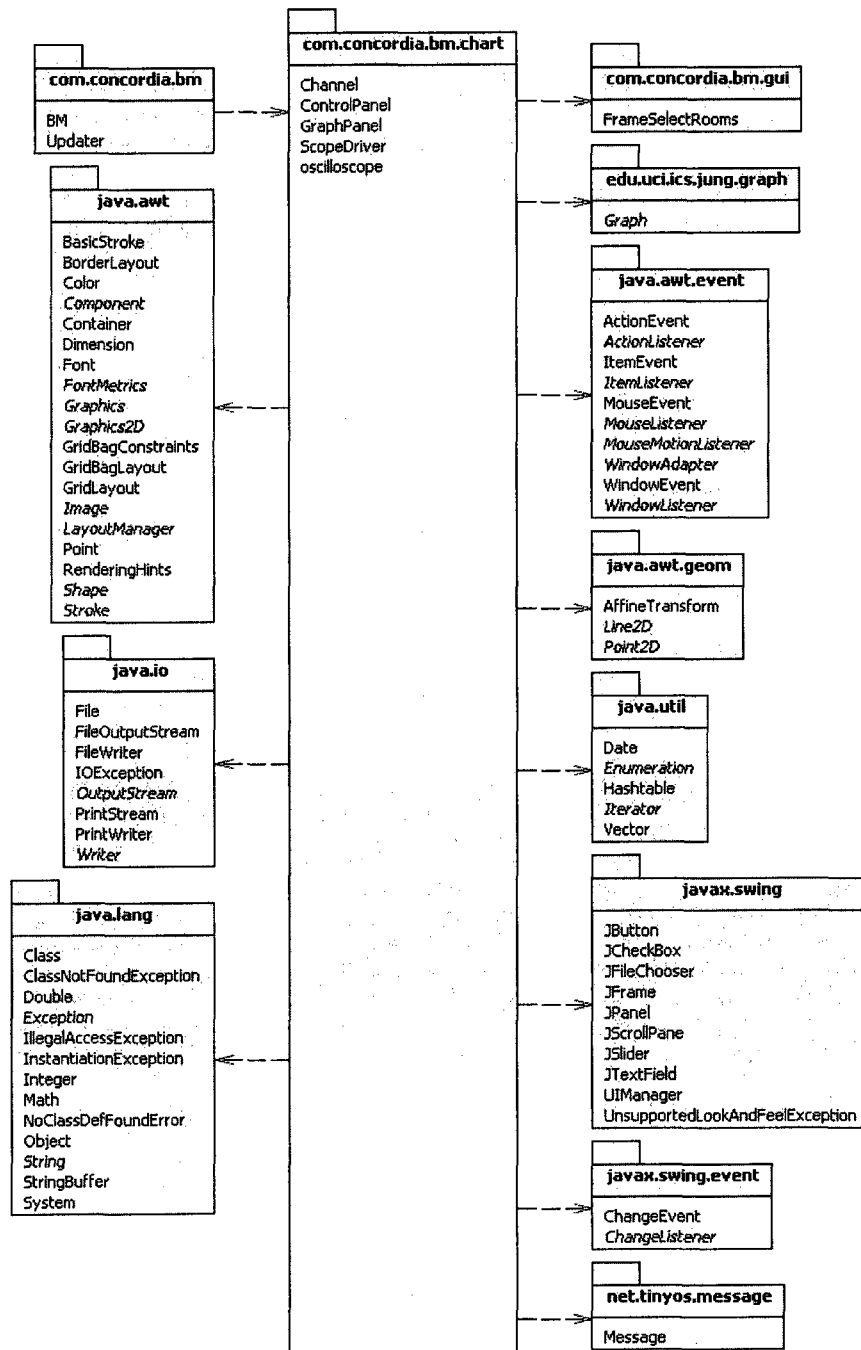 com.concordia.bm.chart
Channel
ControlPanel
GraphPanel
ScopeDriver
oscilloscope
com.concordia.bm
BM
Updater
java.awt
BasicStroke
BorderLayout
Color
Component
Container
Dimension
Font
FontMetrics
Graphics
Graphics2D
GridBagConstraints
GridBagLayout
GridLayout
Image
LayoutManager
Point
RenderingHints
Shape
Stroke
java.io
File
FileOutputStream
FileWriter
IOException
OutputStream
PrintStream
PrintWriter
Writer
java.lang
Class
ClassNotFoundException
Double
Exception
IllegalAccessException
InstantiationException
Integer
Math
NoClassDefFoundError
Object
String
StringBuffer
System
com.concordia.bm.gui
FrameSelectRooms
edu.uci.ics.jung.graph
Graph
java.awt.event
ActionEvent
ActionListener
ItemEvent
ItemListener
MouseEvent
MouseListener
MouseMotionListener
WindowAdapter
WindowEvent
WindowListener
java.awt.geom
AffineTransform
Line2D
Point2D
java.util
Date
Enumeration
Hashtable
Iterator
Vector
javax.swing
JButton
JCheckBox
JFileChooser
JFrame
JPanel
JScrollPane
JSlider
JTextField
UIManager
UnsupportedLookAndFeelException
javax.swing.event
ChangeEvent
ChangeListener
net.tinyos.message
Message